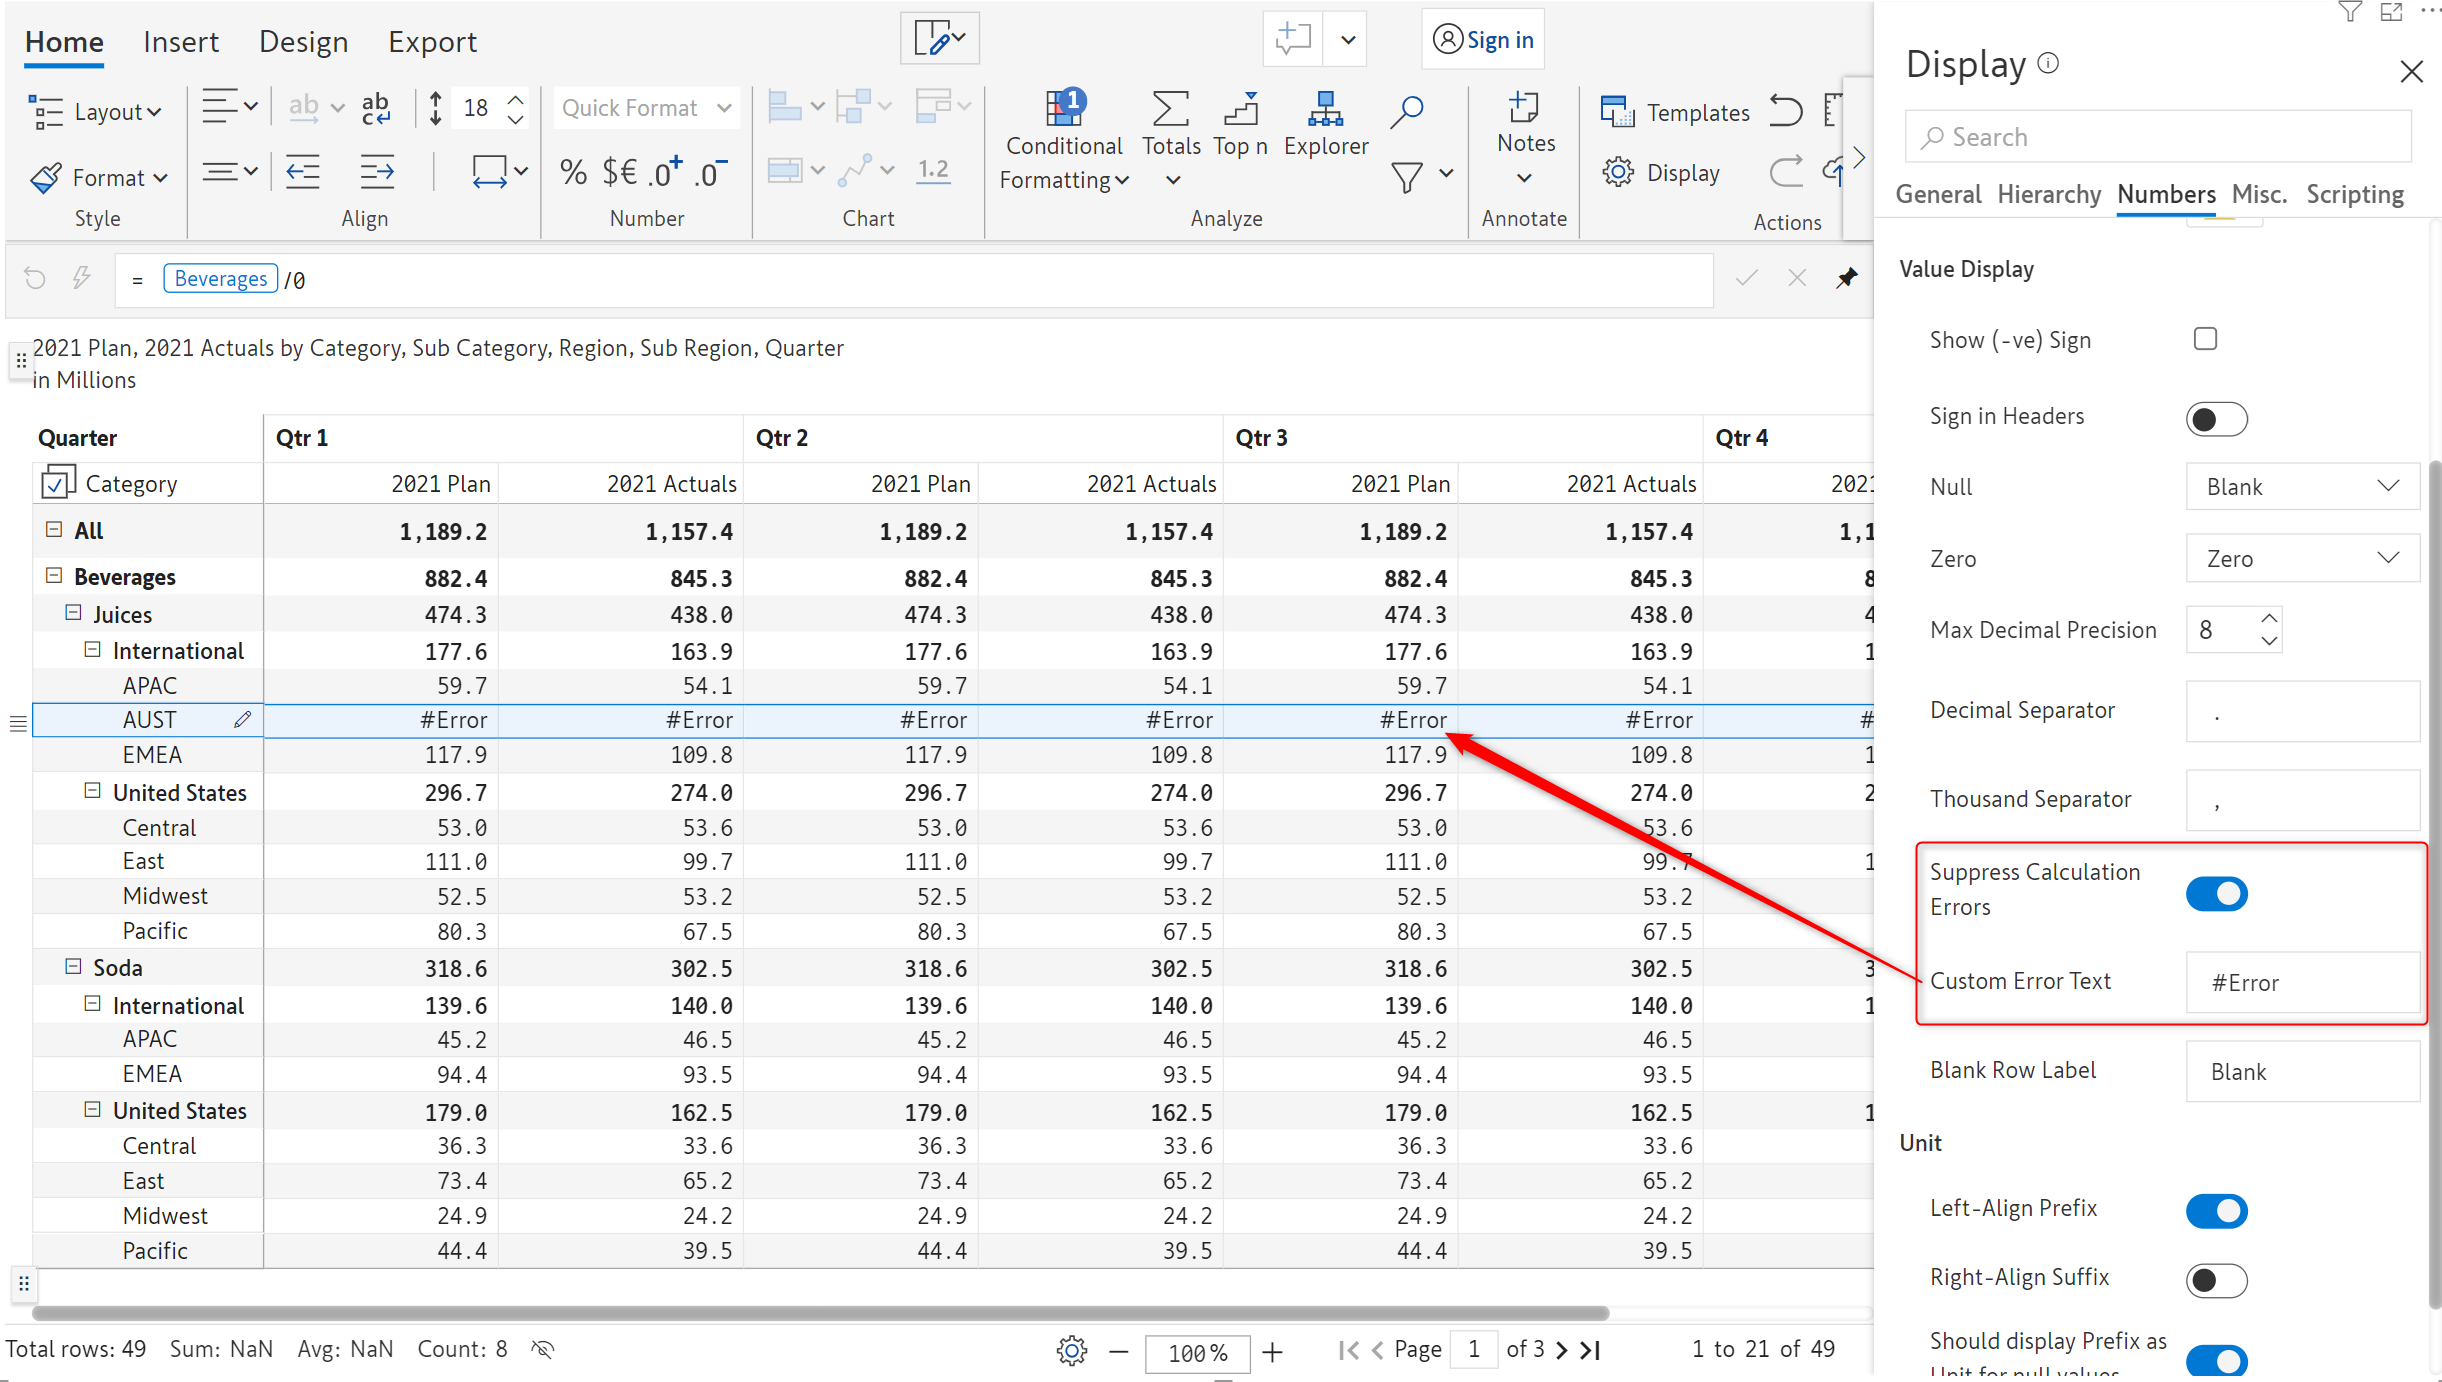 Home Insert Design Export Sign in
Layout ab ab c 18 Quick Format Conditional Formatting 1 Totals Top n Explorer Notes Templates
Format % $€ .0+ .0- 1.2 Display
Style Align Number Chart Analyze Annotate Actions
= Beverages /0
2021 Plan, 2021 Actuals by Category, Sub Category, Region, Sub Region, Quarter
in Millions
Quarter Qtr 1 Qtr 2 Qtr 3 Qtr 4
Category 2021 Plan 2021 Actuals 2021 Plan 2021 Actuals 2021 Plan 2021 Actuals 2021
All 1,189.2 1,157.4 1,189.2 1,157.4 1,189.2 1,157.4 1,1
Beverages 882.4 845.3 882.4 845.3 882.4 845.3 8
Juices 474.3 438.0 474.3 438.0 474.3 438.0 4
International 177.6 163.9 177.6 163.9 177.6 163.9 1
APAC 59.7 54.1 59.7 54.1 59.7 54.1
AUST #Error #Error #Error #Error #Error #Error #
EMEA 117.9 109.8 117.9 109.8 117.9 109.8 1
United States 296.7 274.0 296.7 274.0 296.7 274.0 2
Central 53.0 53.6 53.0 53.6 53.0 53.6
East 111.0 99.7 111.0 99.7 111.0 99.7 1
Midwest 52.5 53.2 52.5 53.2 52.5 53.2
Pacific 80.3 67.5 80.3 67.5 80.3 67.5
Soda 318.6 302.5 318.6 302.5 318.6 302.5 3
International 139.6 140.0 139.6 140.0 139.6 140.0 1
APAC 45.2 46.5 45.2 46.5 45.2 46.5
EMEA 94.4 93.5 94.4 93.5 94.4 93.5
United States 179.0 162.5 179.0 162.5 179.0 162.5 1
Central 36.3 33.6 36.3 33.6 36.3 33.6
East 73.4 65.2 73.4 65.2 73.4 65.2
Midwest 24.9 24.2 24.9 24.2 24.9 24.2
Pacific 44.4 39.5 44.4 39.5 44.4 39.5
Total rows: 49 Sum: NaN Avg: NaN Count: 8 100% Page 1 of 3 1 to 21 of 49
Display
Search
General Hierarchy Numbers Misc. Scripting
Value Display
Show (-ve) Sign
Sign in Headers
Null Blank
Zero Zero
Max Decimal Precision 8
Decimal Separator .
Thousand Separator ,
Suppress Calculation
Errors
Custom Error Text #Error
Blank Row Label Blank
Unit
Left-Align Prefix
Right-Align Suffix
Should display Prefix as
Unit for null values